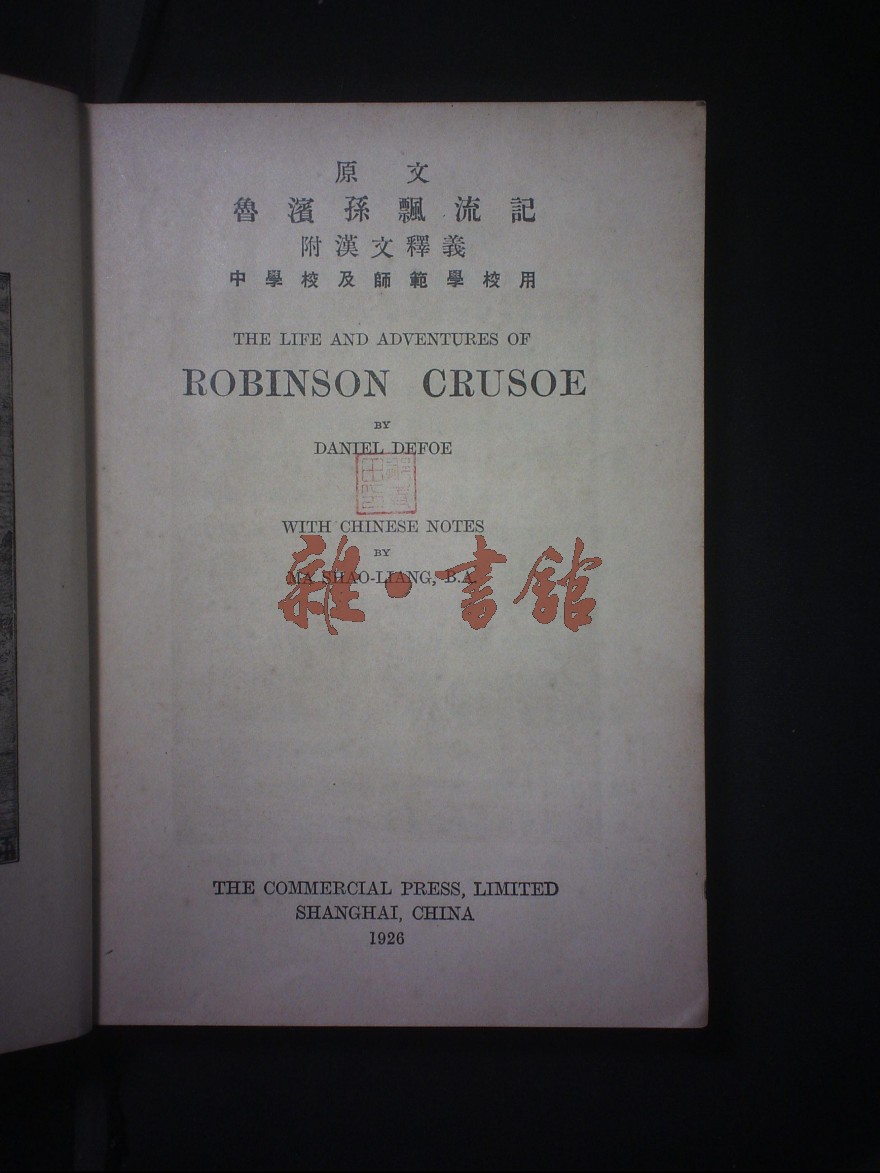 原文
魯濱孫飄流記
附漢文釋義
中學校及師範學校用
THE LIFE AND ADVENTURES OF
ROBINSON CRUSOE
BY
DANIEL DEFOE
WITH CHINESE NOTES
BY
MA SHAO-LIANG, B.A.
雜·書館
THE COMMERCIAL PRESS, LIMITED
SHANGHAI, CHINA
1926